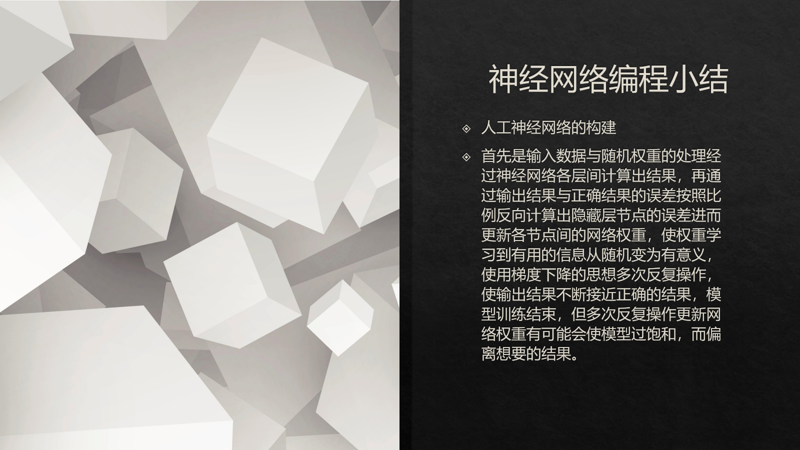 神经网络编程小结
人工神经网络的构建
首先是输入数据与随机权重的处理经
过神经网络各层间计算出结果，再通
过输出结果与正确结果的误差按照比
例反向计算出隐藏层节点的误差进而
更新各节点间的网络权重，使权重学
习到有用的信息从随机变为有意义，
使用梯度下降的思想多次反复操作，
使输出结果不断接近正确的结果，模
型训练结束，但多次反复操作更新网
络权重有可能会使模型过饱和，而偏
离想要的结果。